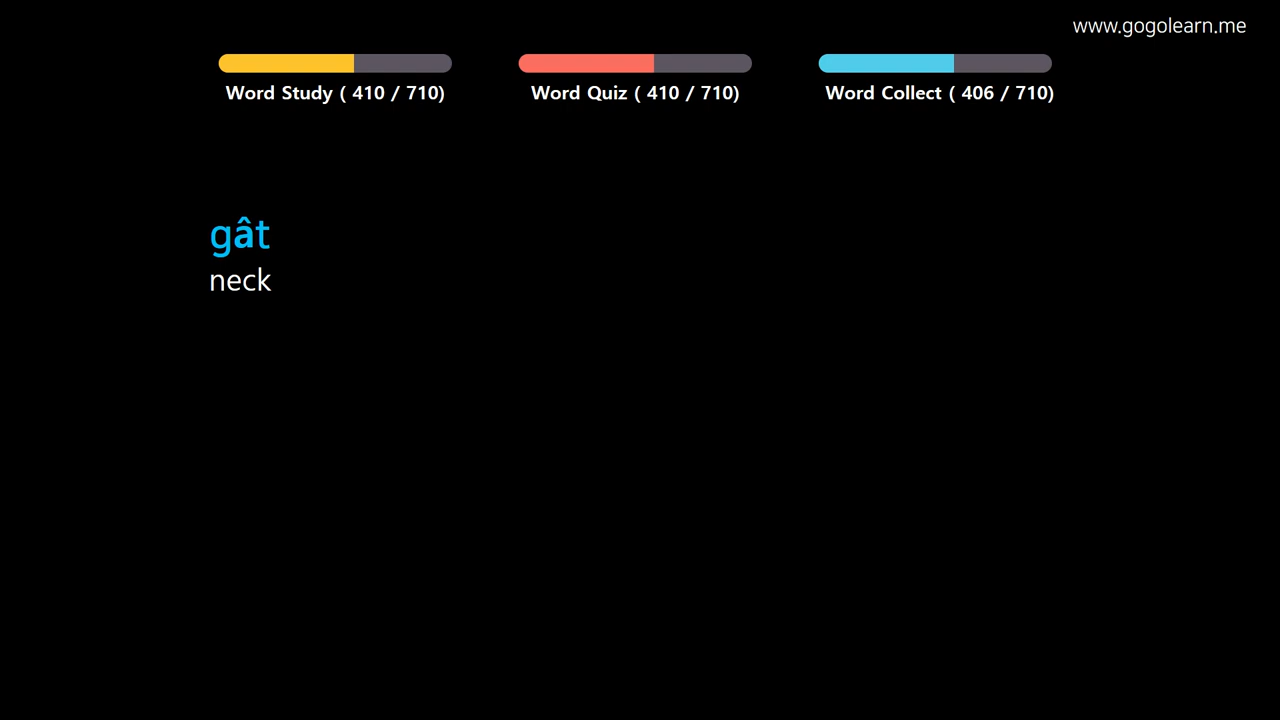 www.gogolearn.me
Word Study ( 410 / 710)
Word Quiz ( 410 / 710)
Word Collect ( 406 / 710)
gât
neck